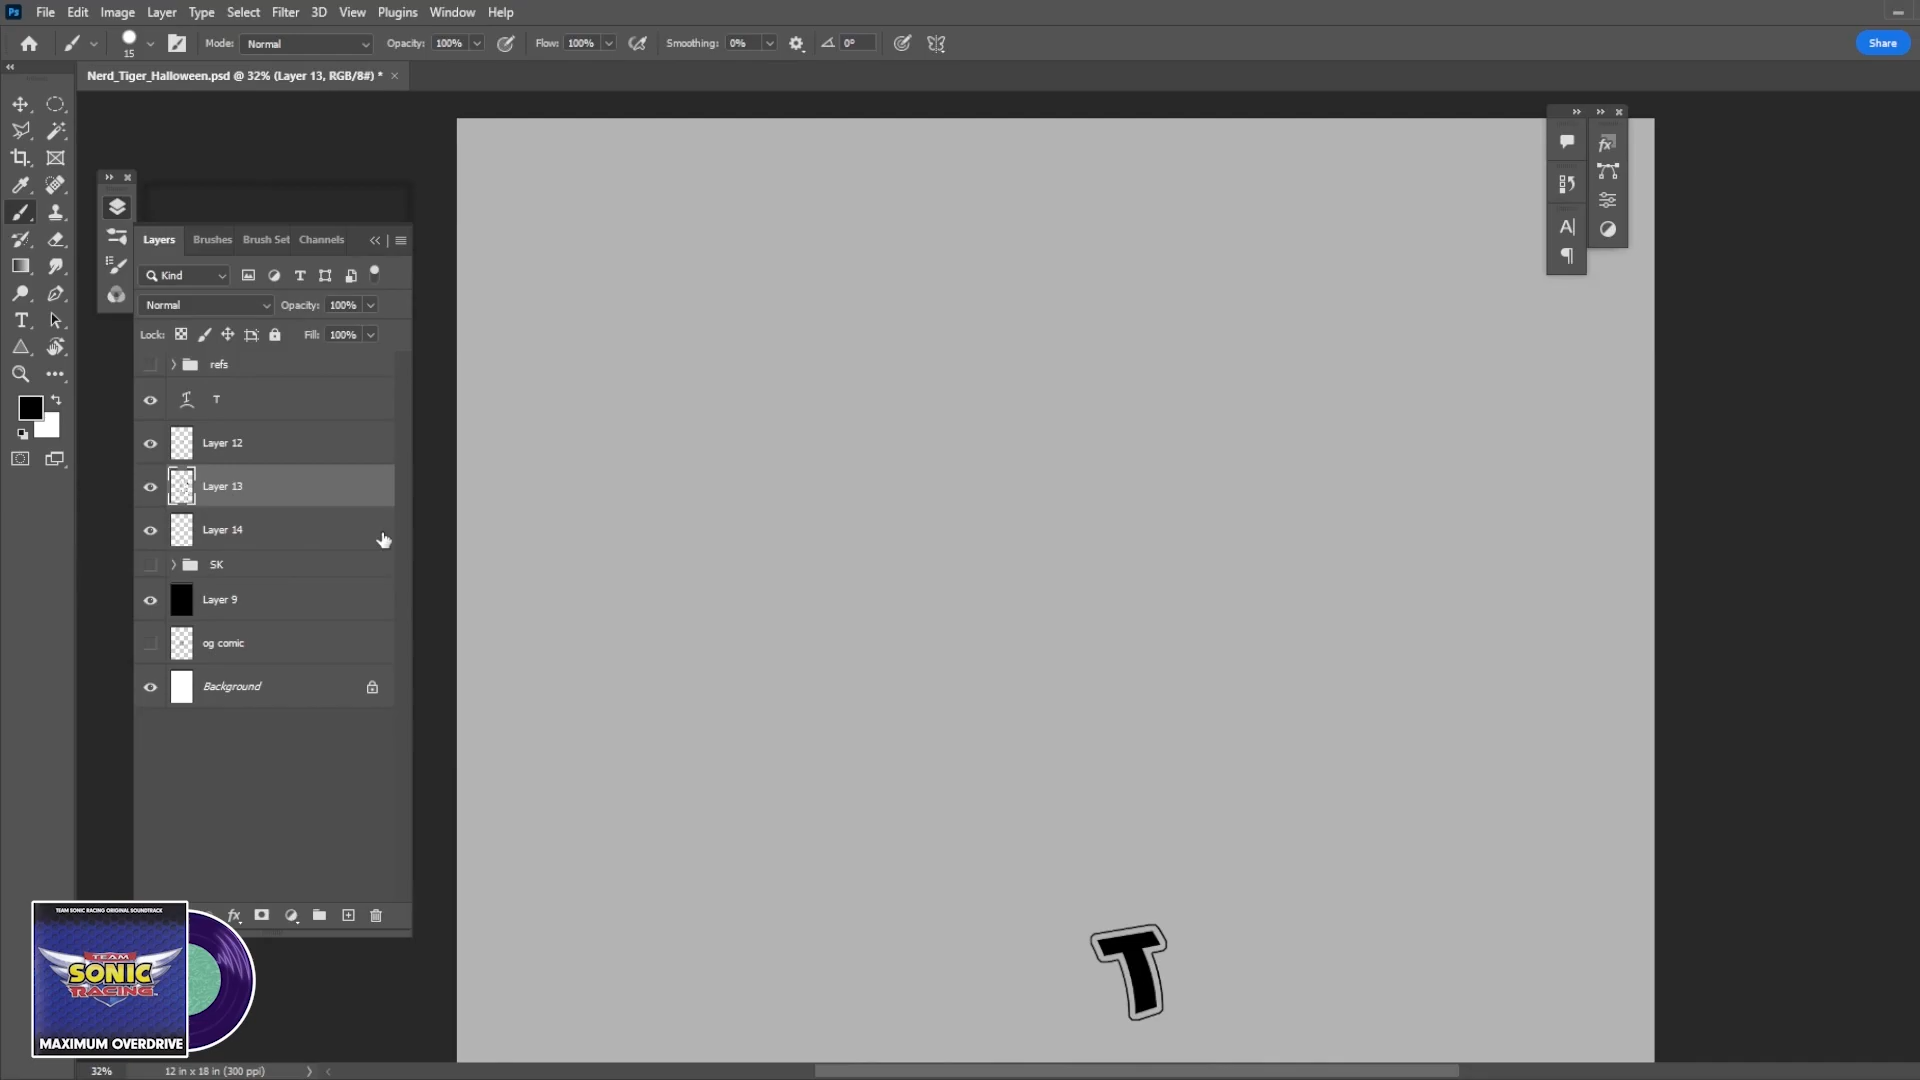 Ps File Edit Image Layer Type Select Filter 3D View Plugins Window Help
15 Mode: Normal Opacity: 100% Flow: 100% Smoothing: 0% 0° Share
Nerd_Tiger_Halloween.psd @ 32% (Layer 13, RGB/8#) *
Layers Brushes Brush Set Channels
Kind
Normal Opacity: 100%
Lock: Fill: 100%
refs
T
Layer 12
Layer 13
Layer 14
SK
Layer 9
og comic
Background
fx
T
TEAM SONIC RACING ORIGINAL SOUNDTRACK
TEAM
SONIC
RACING
MAXIMUM OVERDRIVE
32% 12 in x 18 in (300 ppi)